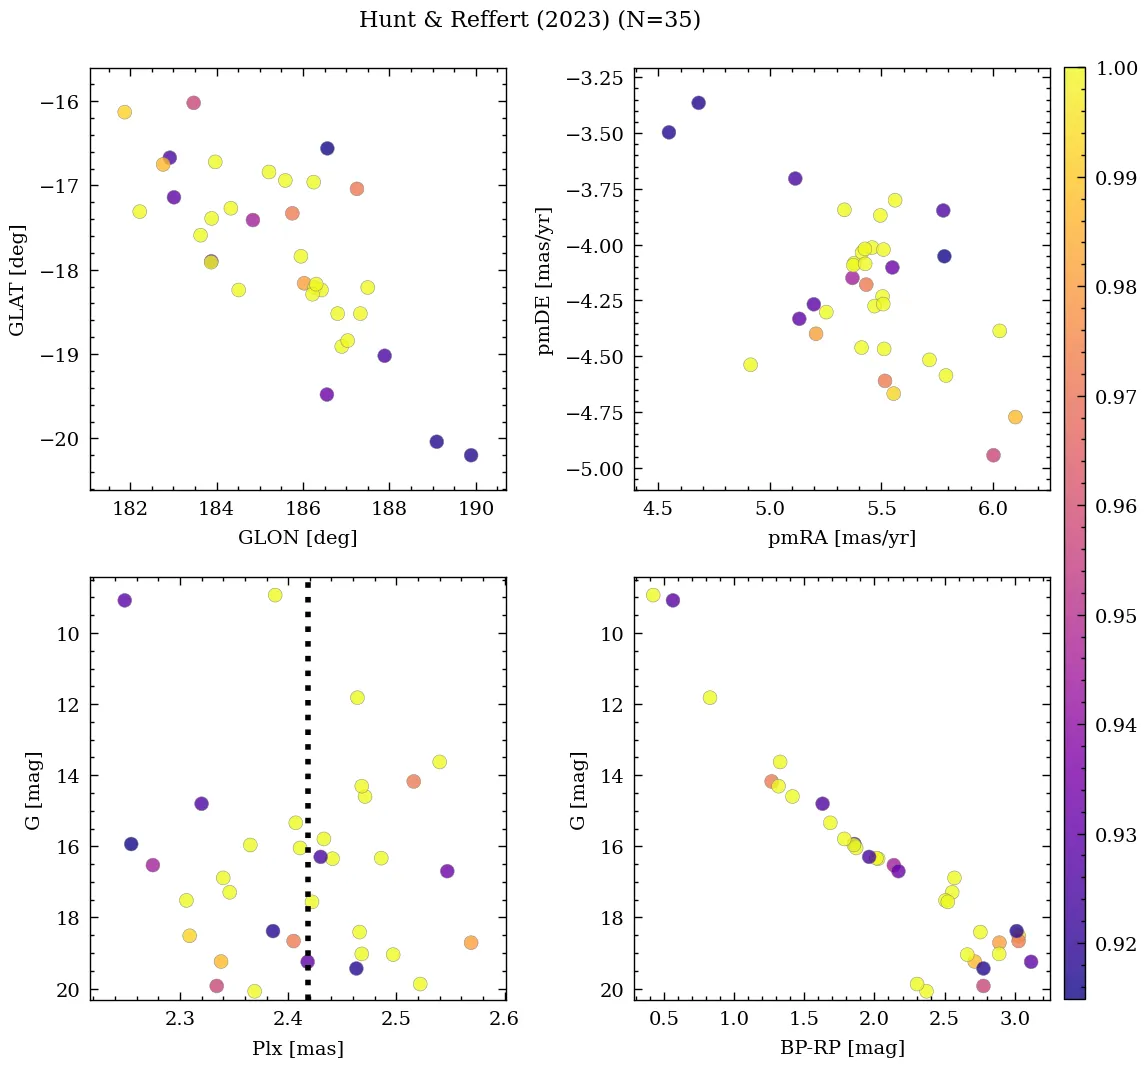 Hunt & Reffert (2023) (N=35)
−16
−17
−18
−19
−20
GLAT [deg]
182 184 186 188 190
GLON [deg]
−3.25
−3.50
−3.75
−4.00
−4.25
−4.50
−4.75
−5.00
pmDE [mas/yr]
4.5 5.0 5.5 6.0
pmRA [mas/yr]
1.00
0.99
0.98
0.97
0.96
0.95
0.94
0.93
0.92
10
12
14
16
18
20
G [mag]
2.3 2.4 2.5 2.6
Plx [mas]
10
12
14
16
18
20
G [mag]
0.5 1.0 1.5 2.0 2.5 3.0
BP-RP [mag]